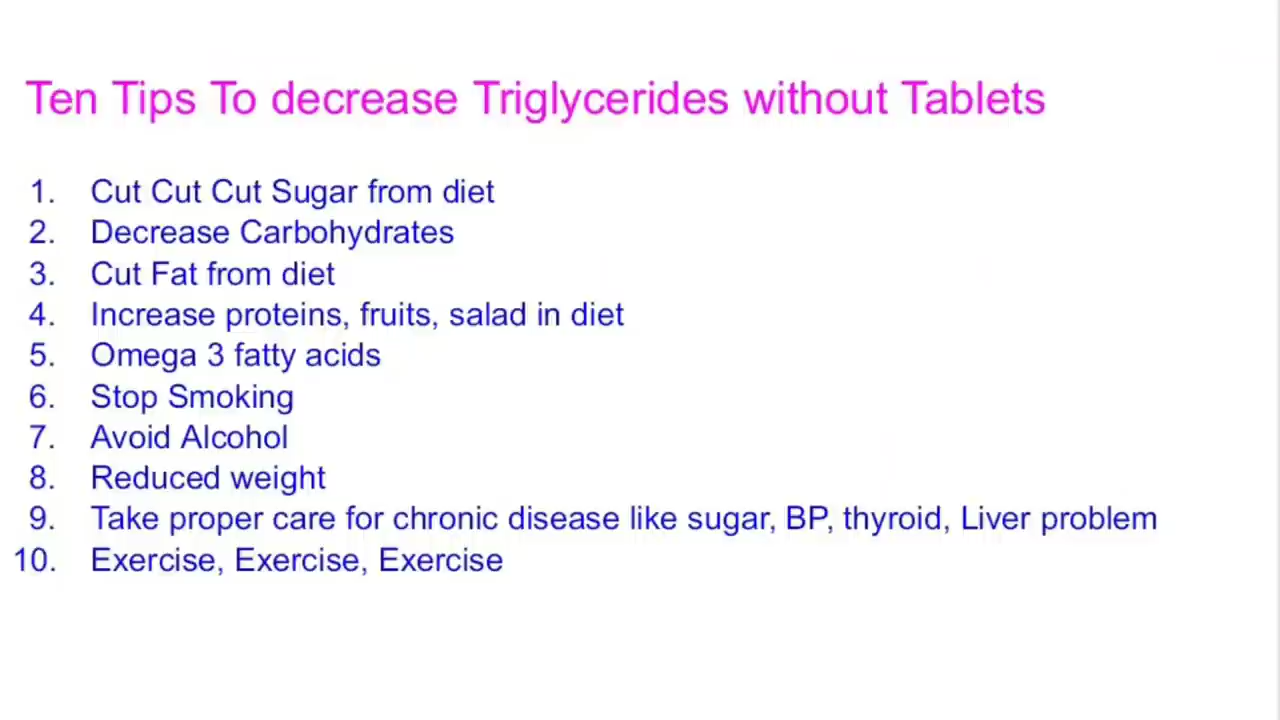 Ten Tips To decrease Triglycerides without Tablets
1. Cut Cut Cut Sugar from diet
2. Decrease Carbohydrates
3. Cut Fat from diet
4. Increase proteins, fruits, salad in diet
5. Omega 3 fatty acids
6. Stop Smoking
7. Avoid Alcohol
8. Reduced weight
9. Take proper care for chronic disease like sugar, BP, thyroid, Liver problem
10. Exercise, Exercise, Exercise